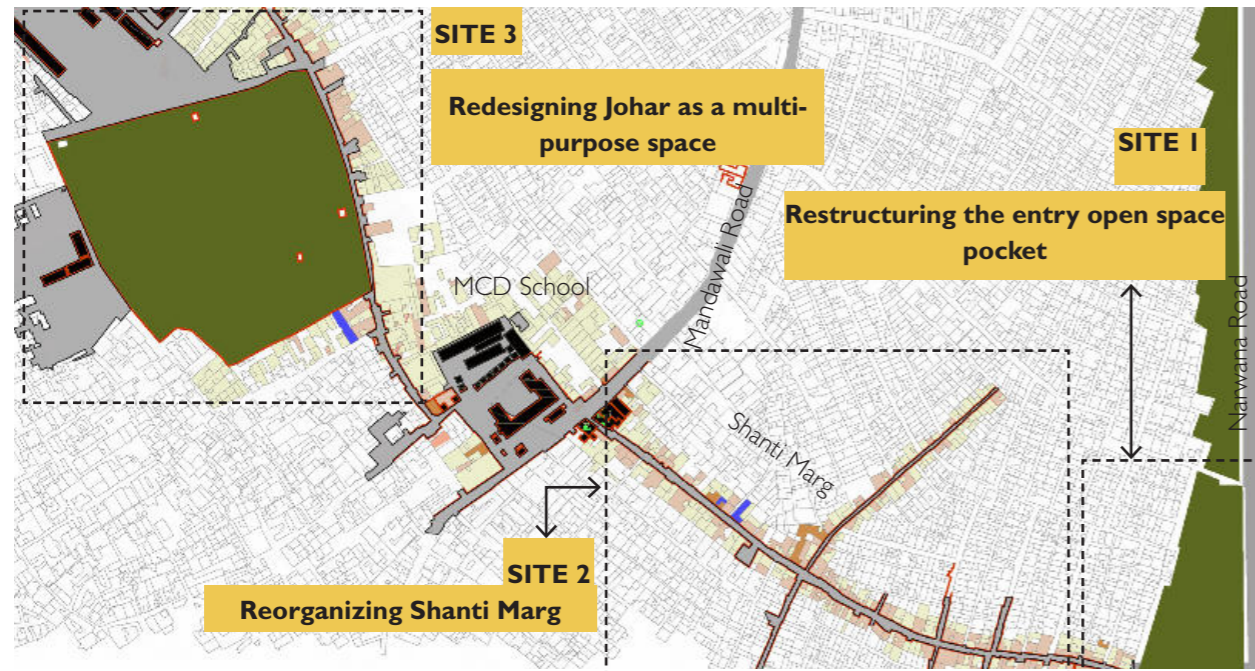 SITE 3
Redesigning Johar as a multi-
purpose space
SITE 1
Restructuring the entry open space
pocket
Mandawali Road
MCD School
Narwana Road
Shanti Marg
SITE 2
Reorganizing Shanti Marg